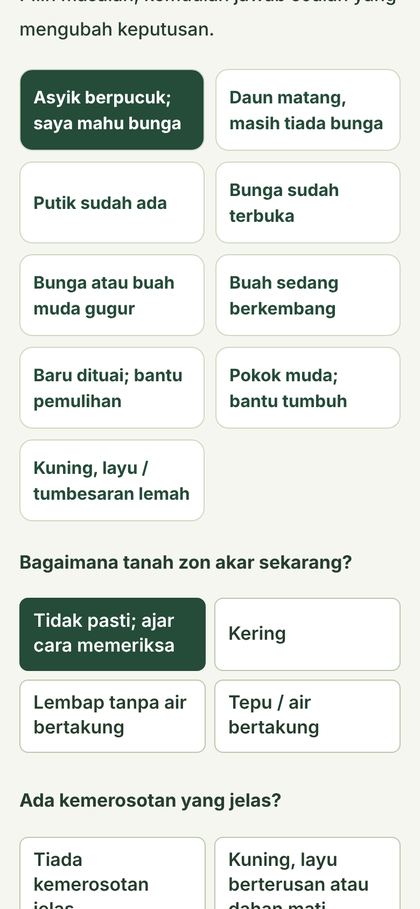 mengubah keputusan.
Asyik berpucuk;
saya mahu bunga
Daun matang,
masih tiada bunga
Putik sudah ada
Bunga sudah
terbuka
Bunga atau buah
muda gugur
Buah sedang
berkembang
Baru dituai; bantu
pemulihan
Pokok muda;
bantu tumbuh
Kuning, layu /
tumbesaran lemah
Bagaimana tanah zon akar sekarang?
Tidak pasti; ajar
cara memeriksa
Kering
Lembap tanpa air
bertakung
Tepu / air
bertakung
Ada kemerosotan yang jelas?
Tiada
kemerosotan
jelas
Kuning, layu
berterusan atau
dahan mati